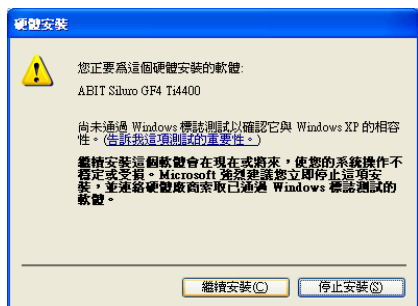 硬體安裝
您正要為這個硬體安裝的軟體:
ABIT Siluro GF4 Ti4400
尚未通過 Windows 標誌測試以確認它與 Windows XP 的相容
性。(告訴我這項測試的重要性。)
繼續安裝這個軟體會在現在或將來，使您的系統操作不
穩定或受損。Microsoft 強烈建議您立即停止這項安
裝，並連絡硬體廠商索取已通過 Windows 標誌測試的
軟體。
繼續安裝(C)
停止安裝(S)